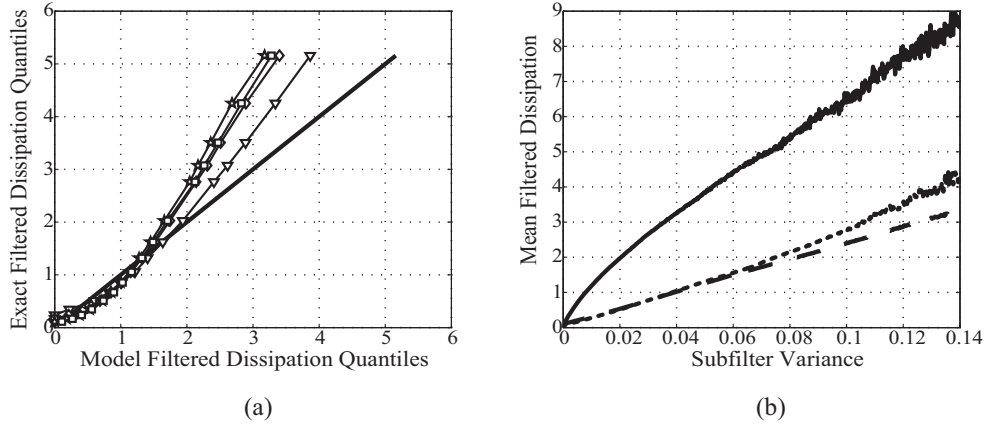 Exact Filtered Dissipation Quantiles
6
5
4
3
2
1
0
0 1 2 3 4 5 6
Model Filtered Dissipation Quantiles
(a)
Mean Filtered Dissipation
9
8
7
6
5
4
3
2
1
0
0 0.02 0.04 0.06 0.08 0.1 0.12 0.14
Subfilter Variance
(b)